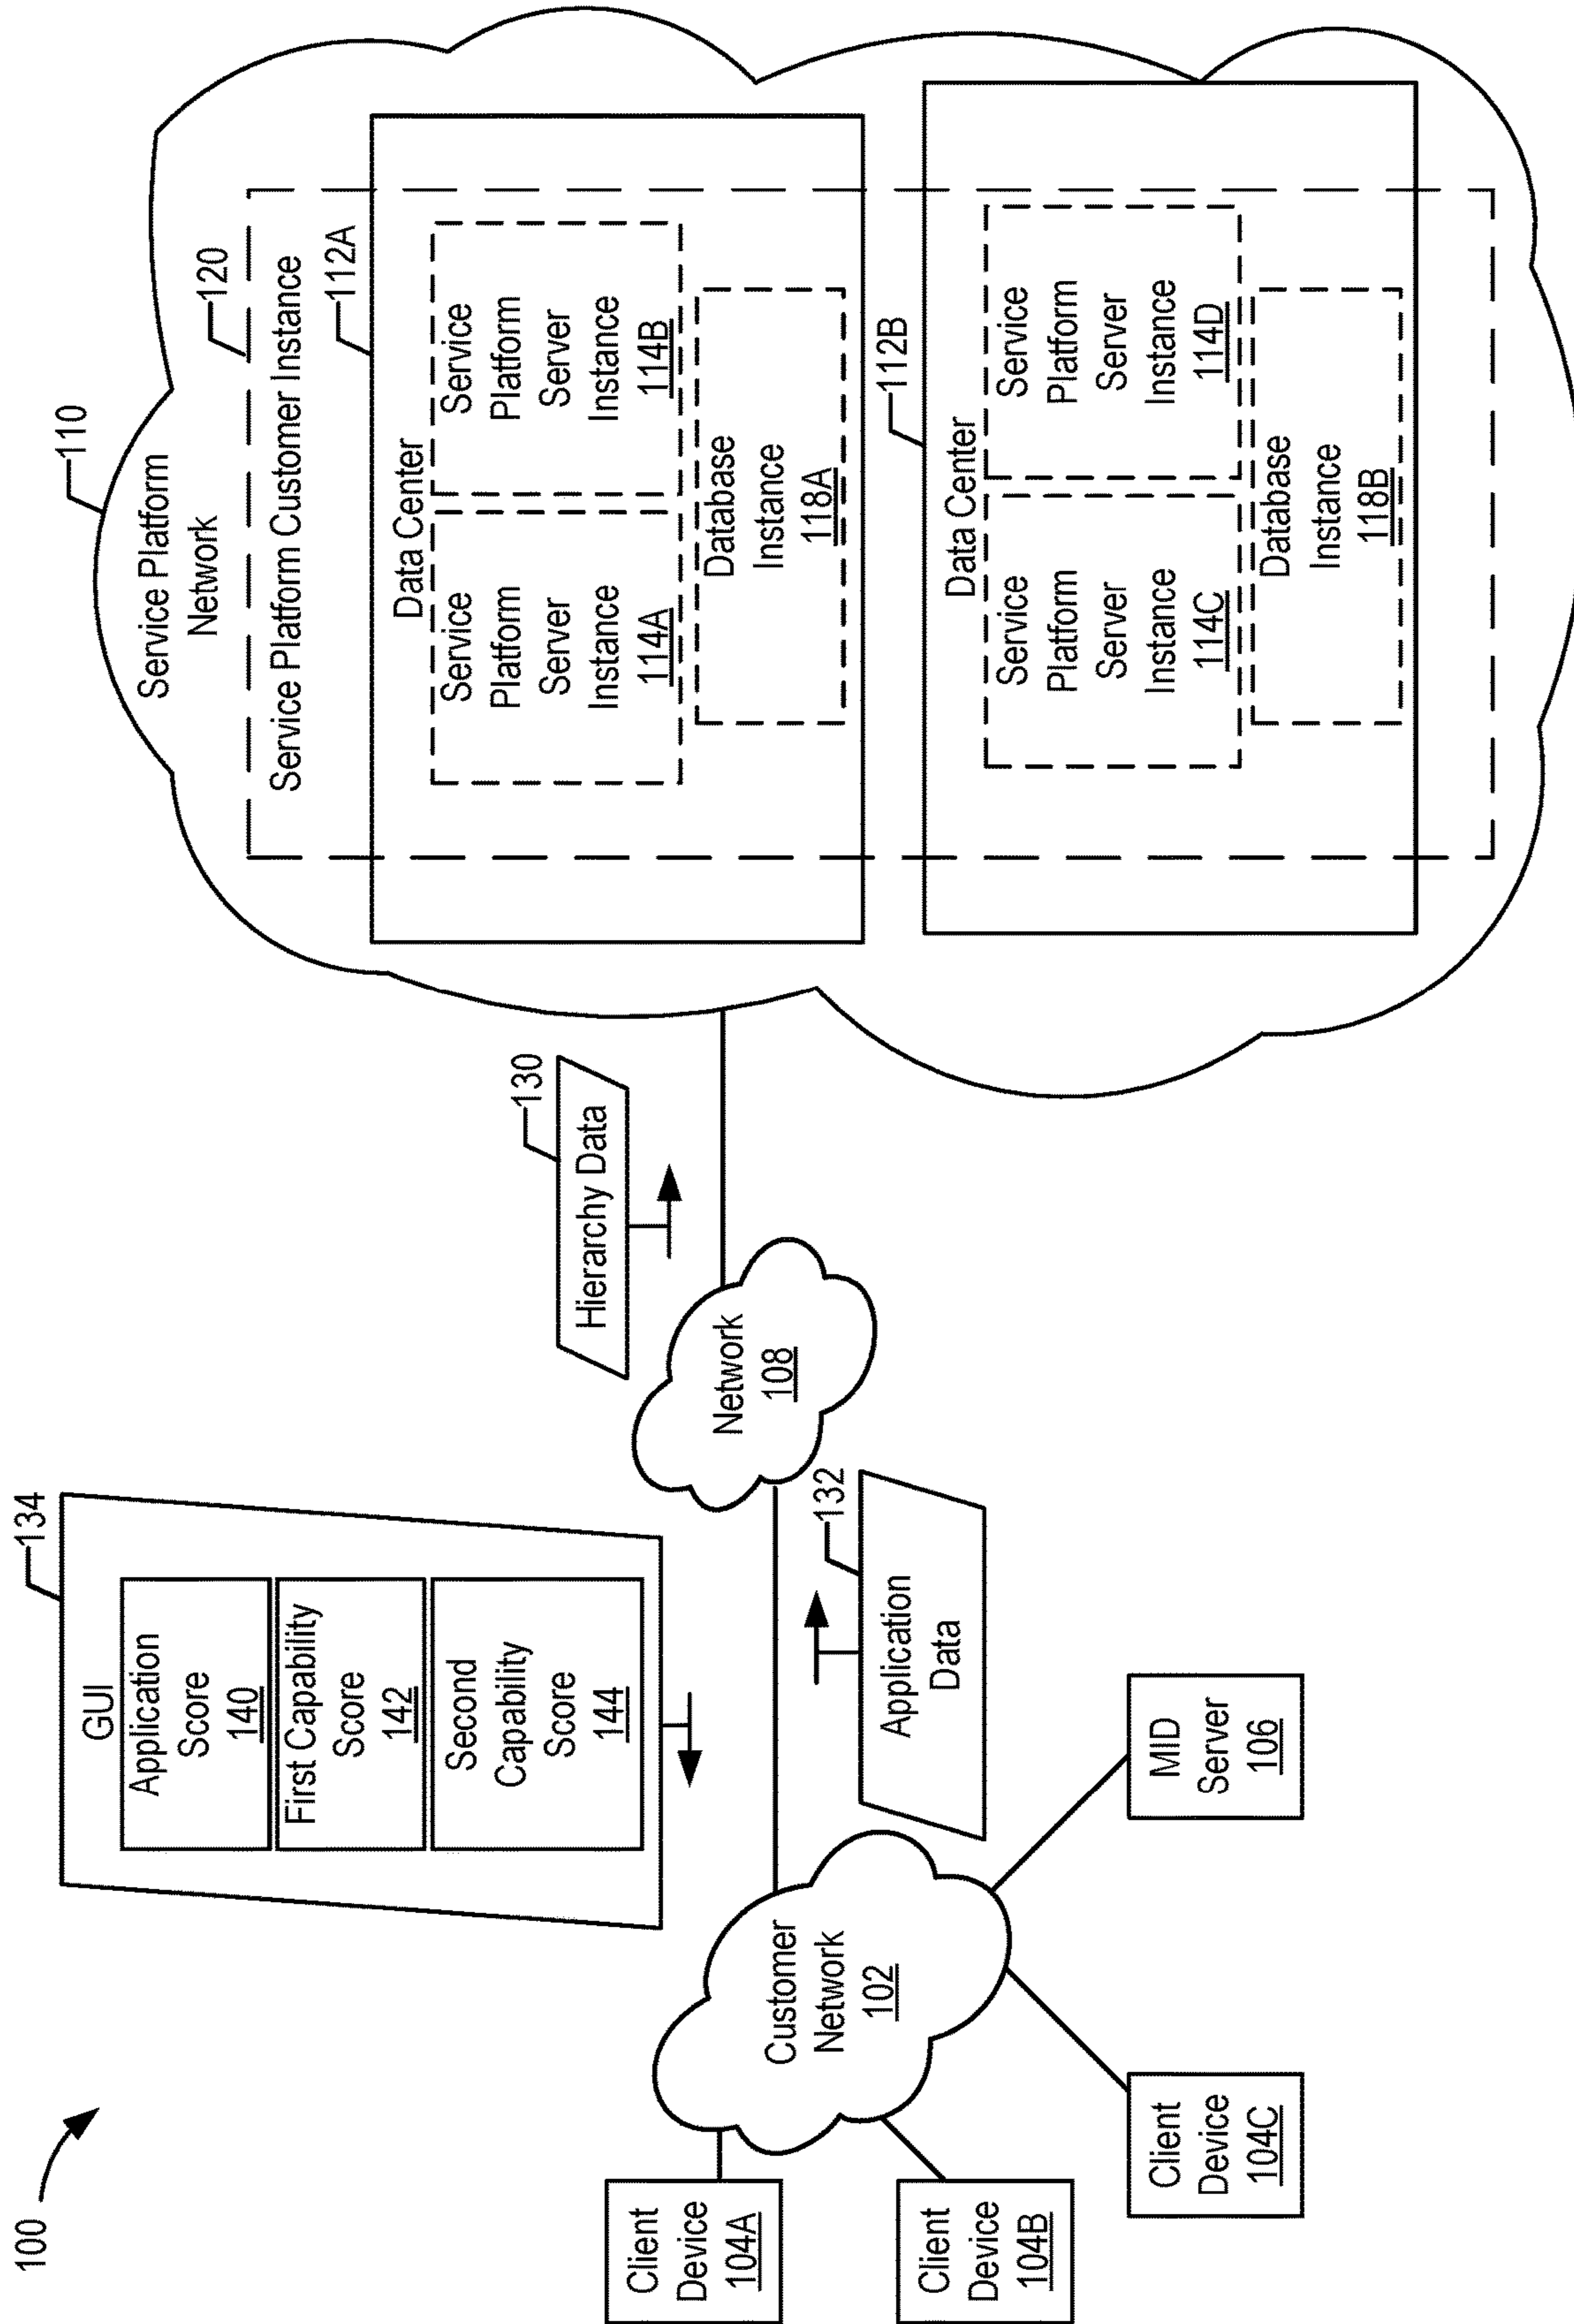 100
134
GUI
Application
Score
140
First Capability
Score
142
Second
Capability
Score
144
130
Hierarchy Data
132
Application
Data
Client
Device
104A
Client
Device
104B
Client
Device
104C
MID
Server
106
Customer
Network
102
Network
108
110
Service Platform
Network
120
Service Platform Customer Instance
112A
Data Center
Service
Platform
Server
Instance
114A
Service
Platform
Server
Instance
114B
Database
Instance
118A
112B
Data Center
Service
Platform
Server
Instance
114C
Service
Platform
Server
Instance
114D
Database
Instance
118B